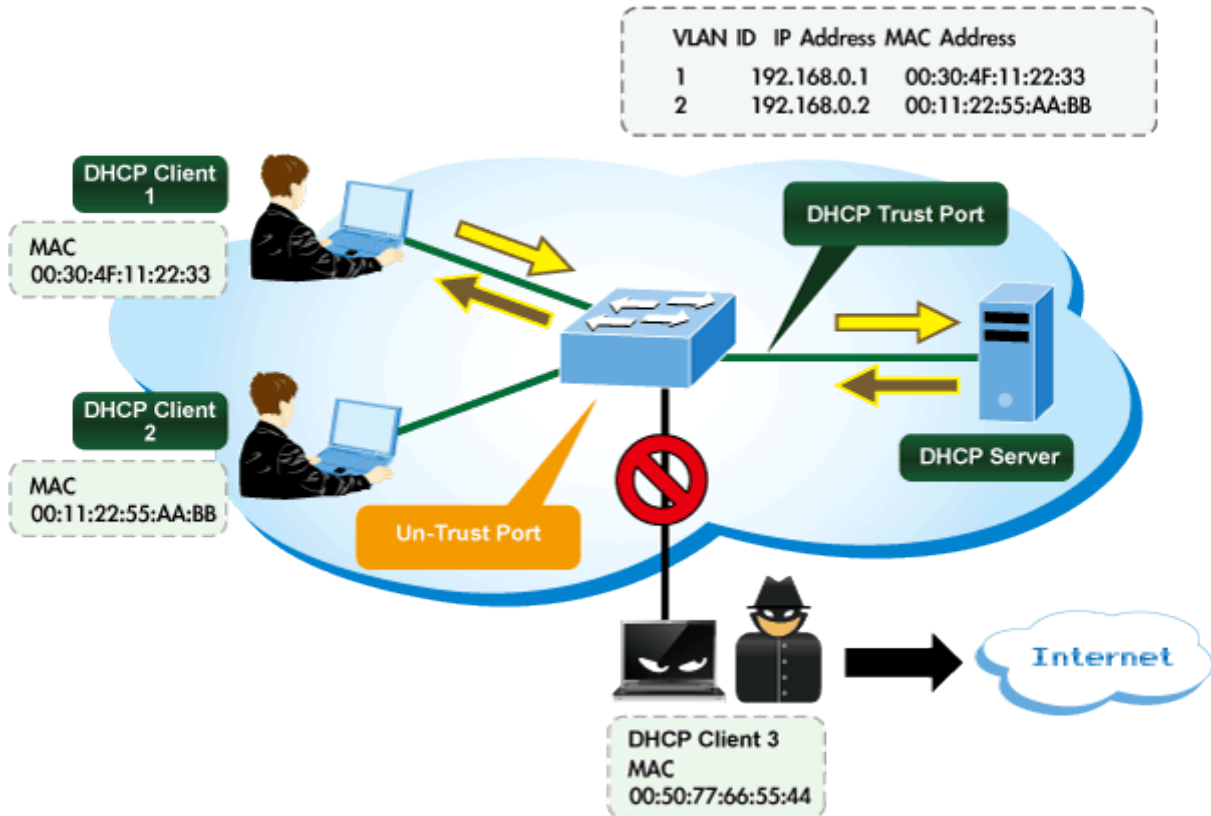 VLAN ID IP Address MAC Address
1 192.168.0.1 00:30:4F:11:22:33
2 192.168.0.2 00:11:22:55:AA:BB
DHCP Client
1
MAC
00:30:4F:11:22:33
DHCP Trust Port
DHCP Client
2
MAC
00:11:22:55:AA:BB
DHCP Server
Un-Trust Port
Internet
DHCP Client 3
MAC
00:50:77:66:55:44